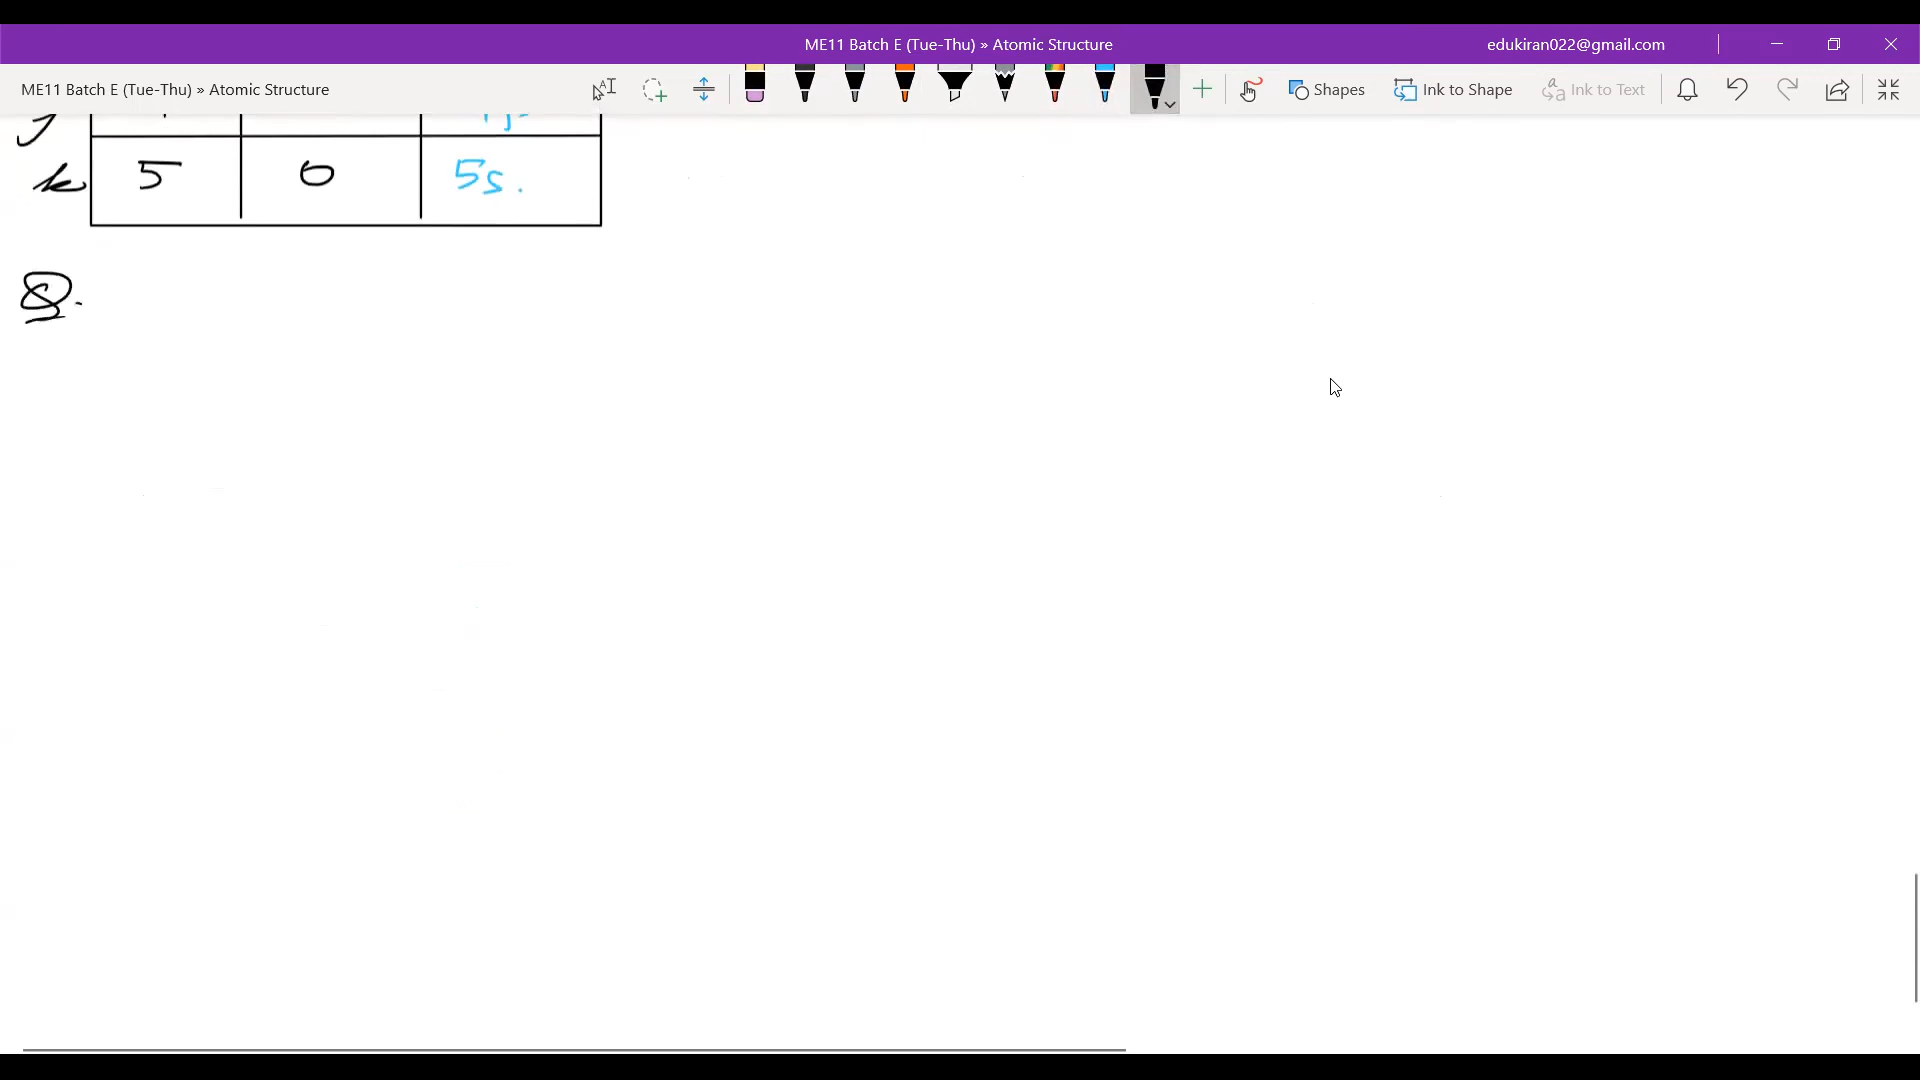 ME11 Batch E (Tue-Thu) » Atomic Structure
edukiran022@gmail.com
ME11 Batch E (Tue-Thu) » Atomic Structure
Shapes
Ink to Shape
Ink to Text
k 5 0 5s.
Q.